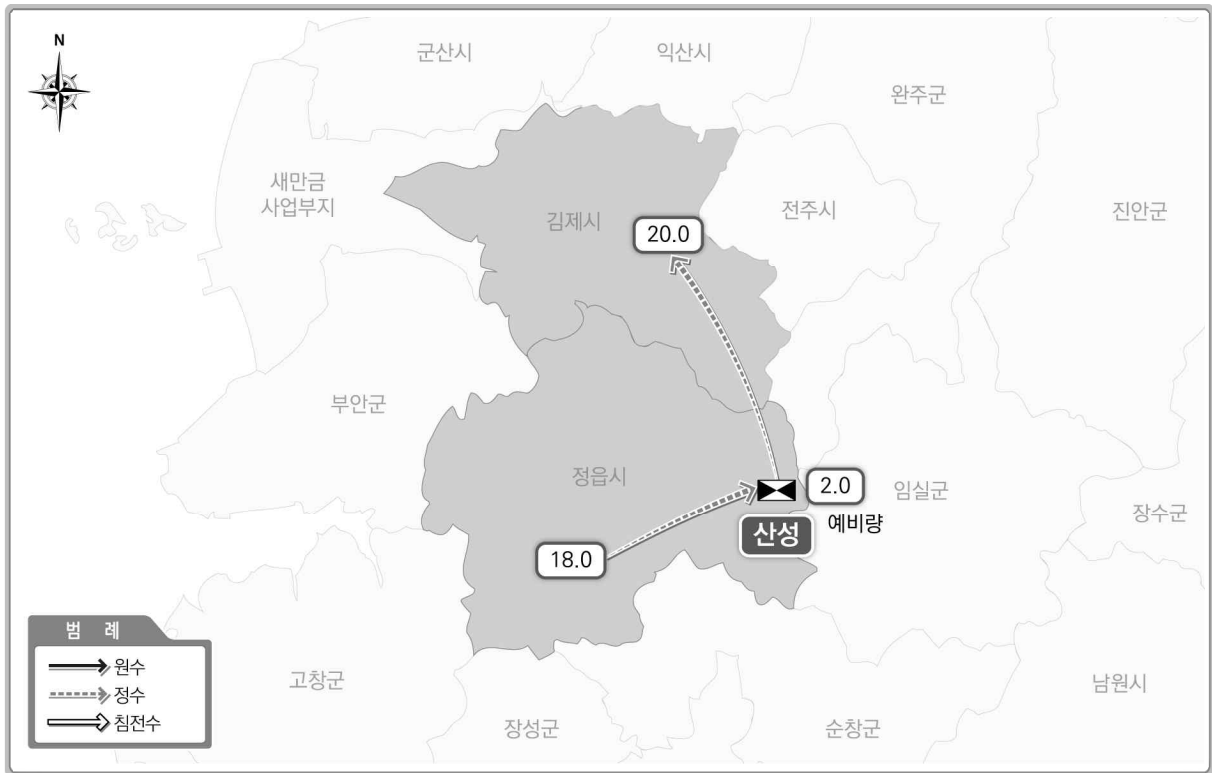 N
군산시
익산시
완주군
새만금
사업부지
김제시
전주시
진안군
20.0
부안군
정읍시
2.0
임실군
예비량
산성
장수군
18.0
범 례
원수
정수
침전수
고창군
장성군
순창군
남원시